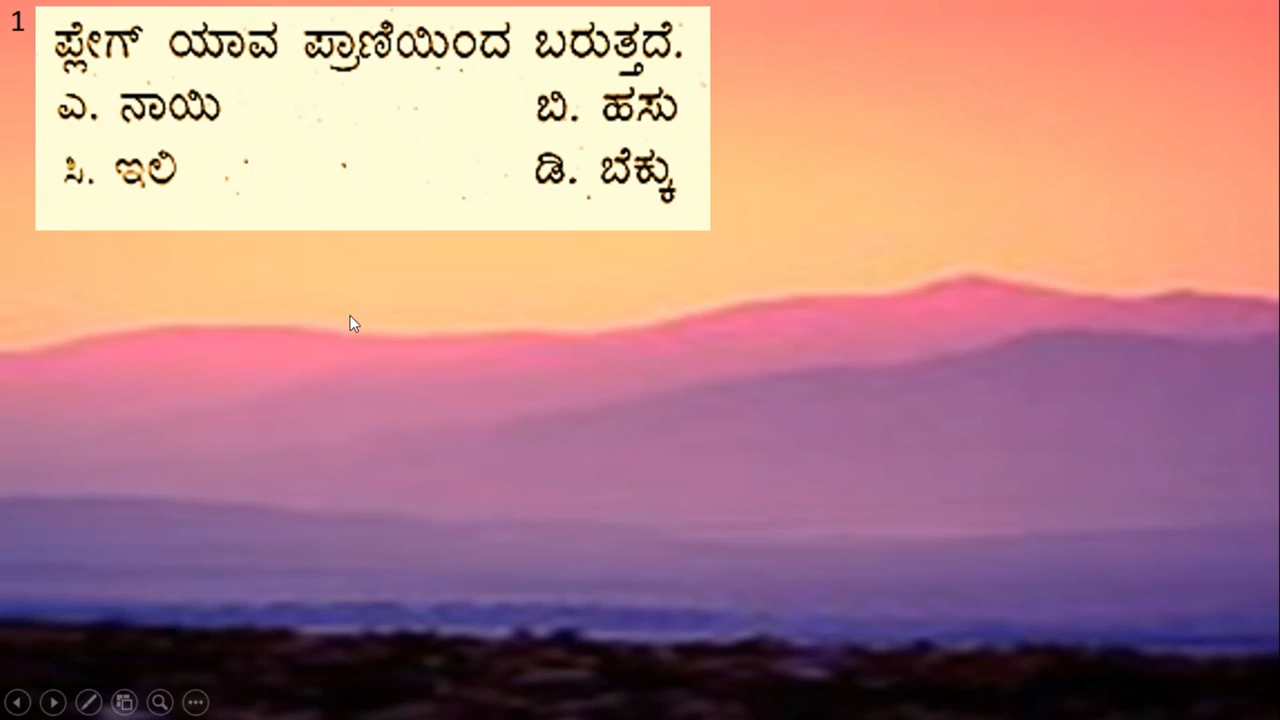 1
ಪ್ಲೇಗ್ ಯಾವ ಪ್ರಾಣಿಯಿಂದ ಬರುತ್ತದೆ.
ಎ. ನಾಯಿ ಬಿ. ಹಸು
ಸಿ. ಇಲಿ ಡಿ. ಬೆಕ್ಕು